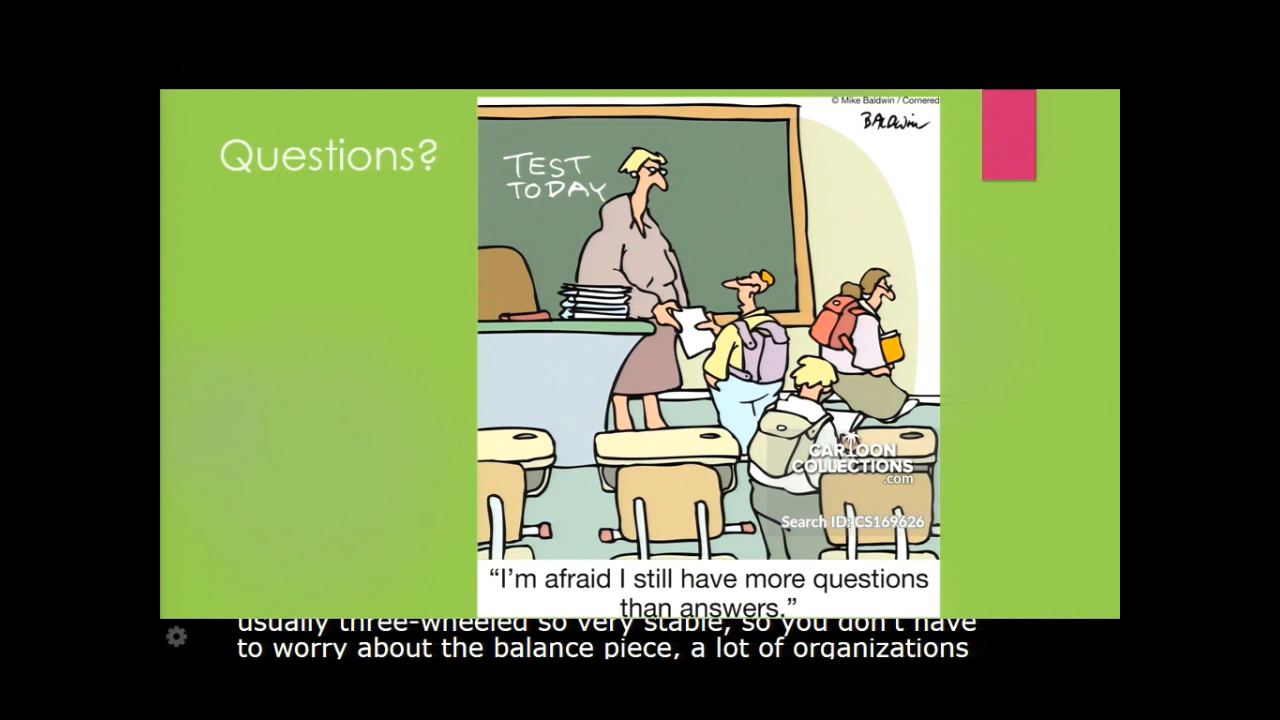 © Mike Baldwin / Cornered
BALDWIN
Questions?
TEST
TODAY
CARTOON
COLLECTIONS
.com
Search ID: CS169626
“I’m afraid I still have more questions
than answers.”
usually three-wheeled so very stable, so you don't have
to worry about the balance piece, a lot of organizations